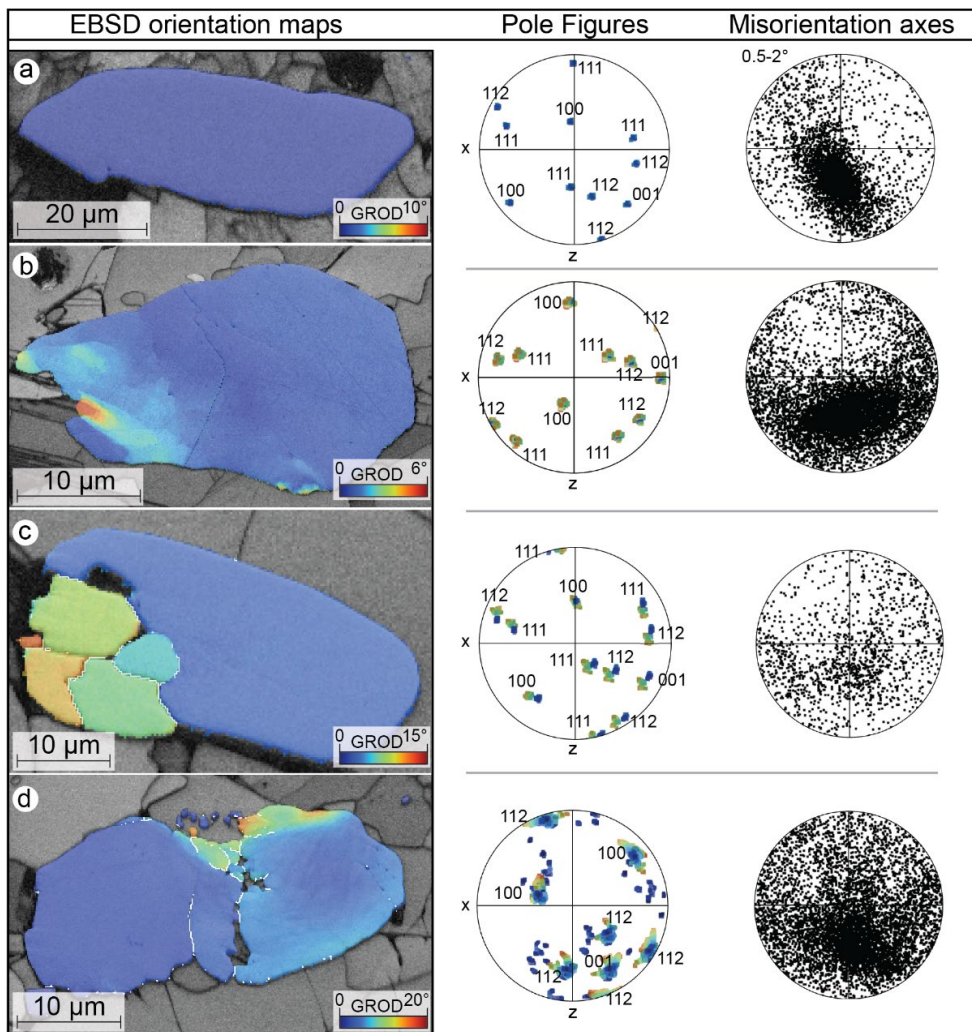 EBSD orientation maps
Pole Figures
Misorientation axes
a
20 µm
0 GROD 10°
111
112
100
111
111
x
112
111
112
100
001
112
z
0.5-2°
b
10 µm
0 GROD 6°
100
112
111
111
001
x
112
100
112
112
111
111
z
c
10 µm
0 GROD 15°
111
100
111
112
111
x
112
111
112
001
100
111
112
z
d
10 µm
0 GROD 20°
112
100
100
x
112
112
001
112
112
z